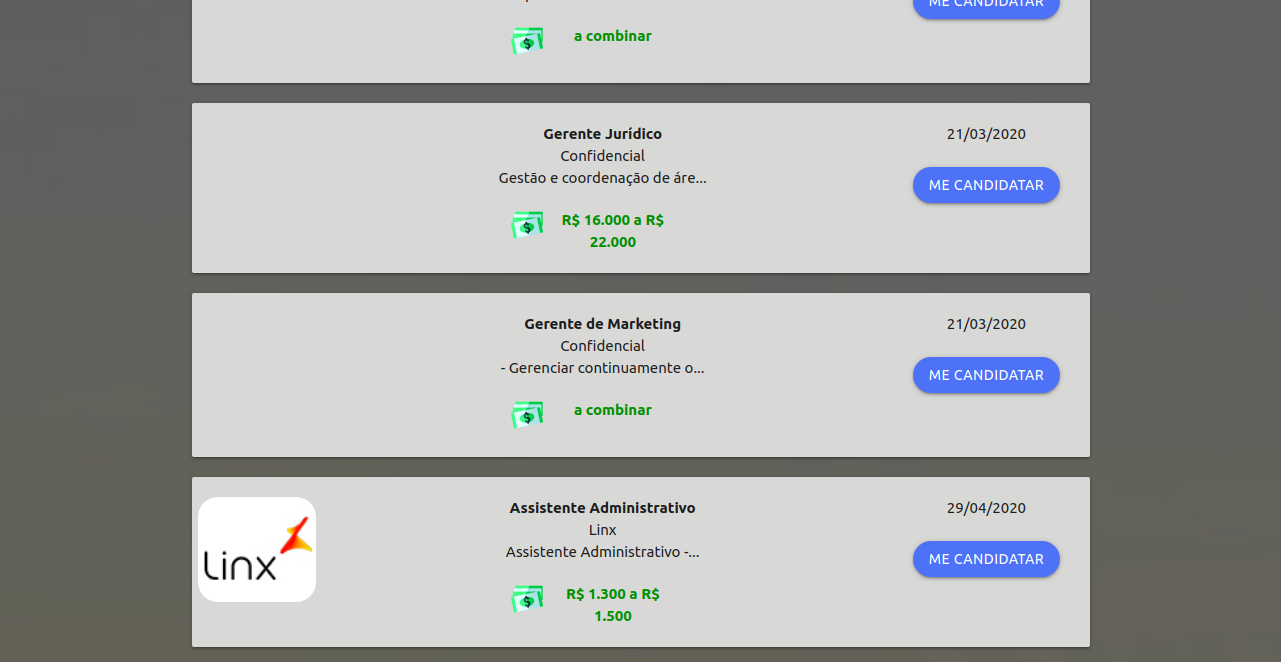 ME CANDIDATAR
a combinar
Gerente Jurídico
21/03/2020
Confidencial
Gestão e coordenação de áre...
ME CANDIDATAR
R$ 16.000 a R$
22.000
Gerente de Marketing
21/03/2020
Confidencial
- Gerenciar continuamente o...
ME CANDIDATAR
a combinar
Linx
Assistente Administrativo
29/04/2020
Linx
Assistente Administrativo -...
ME CANDIDATAR
R$ 1.300 a R$
1.500